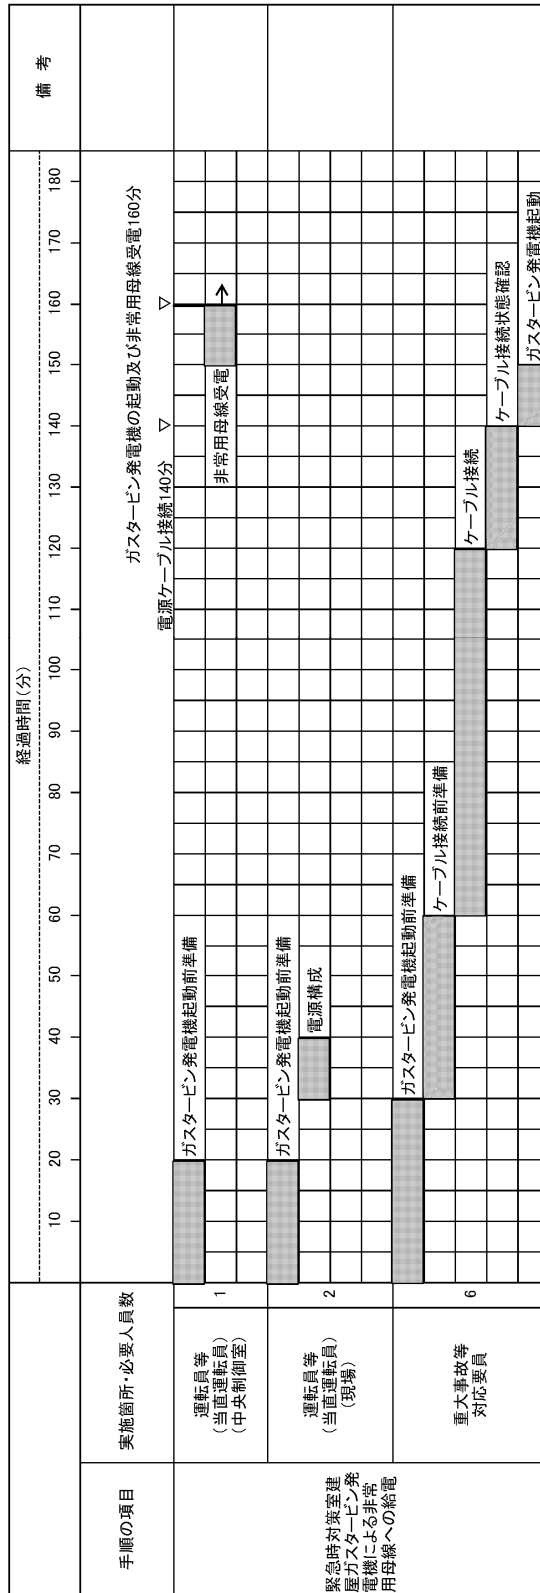 経過時間(分)
備考
手順の項目
実施箇所・必要人員数
10 20 30 40 50 60 70 80 90 100 110 120 130 140 150 160 170 180
ガスタービン発電機の起動及び非常用母線受電160分
電源ケーブル接続140分
▽
▽
緊急時対策室建
屋ガスタービン発
電機による非常
用母線への給電
運転員等
(当直運転員)
(中央制御室)
1
ガスタービン発電機起動前準備
非常用母線受電
運転員等
(当直運転員)
(現場)
2
ガスタービン発電機起動前準備
電源構成
重大事故等
対応要員
6
ガスタービン発電機起動前準備
ケーブル接続前準備
ケーブル接続
ケーブル接続状態確認
ガスタービン発電機起動